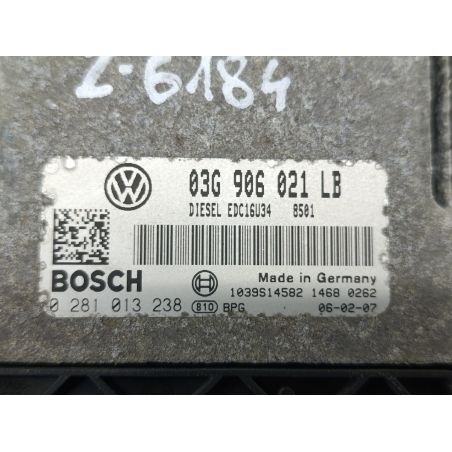 Z-6184
03G 906 021 LB
DIESEL EDC16U34 8501
BOSCH
Made in Germany
1039S14582 1468 0262
0 281 013 238 810 BPG 06-02-07